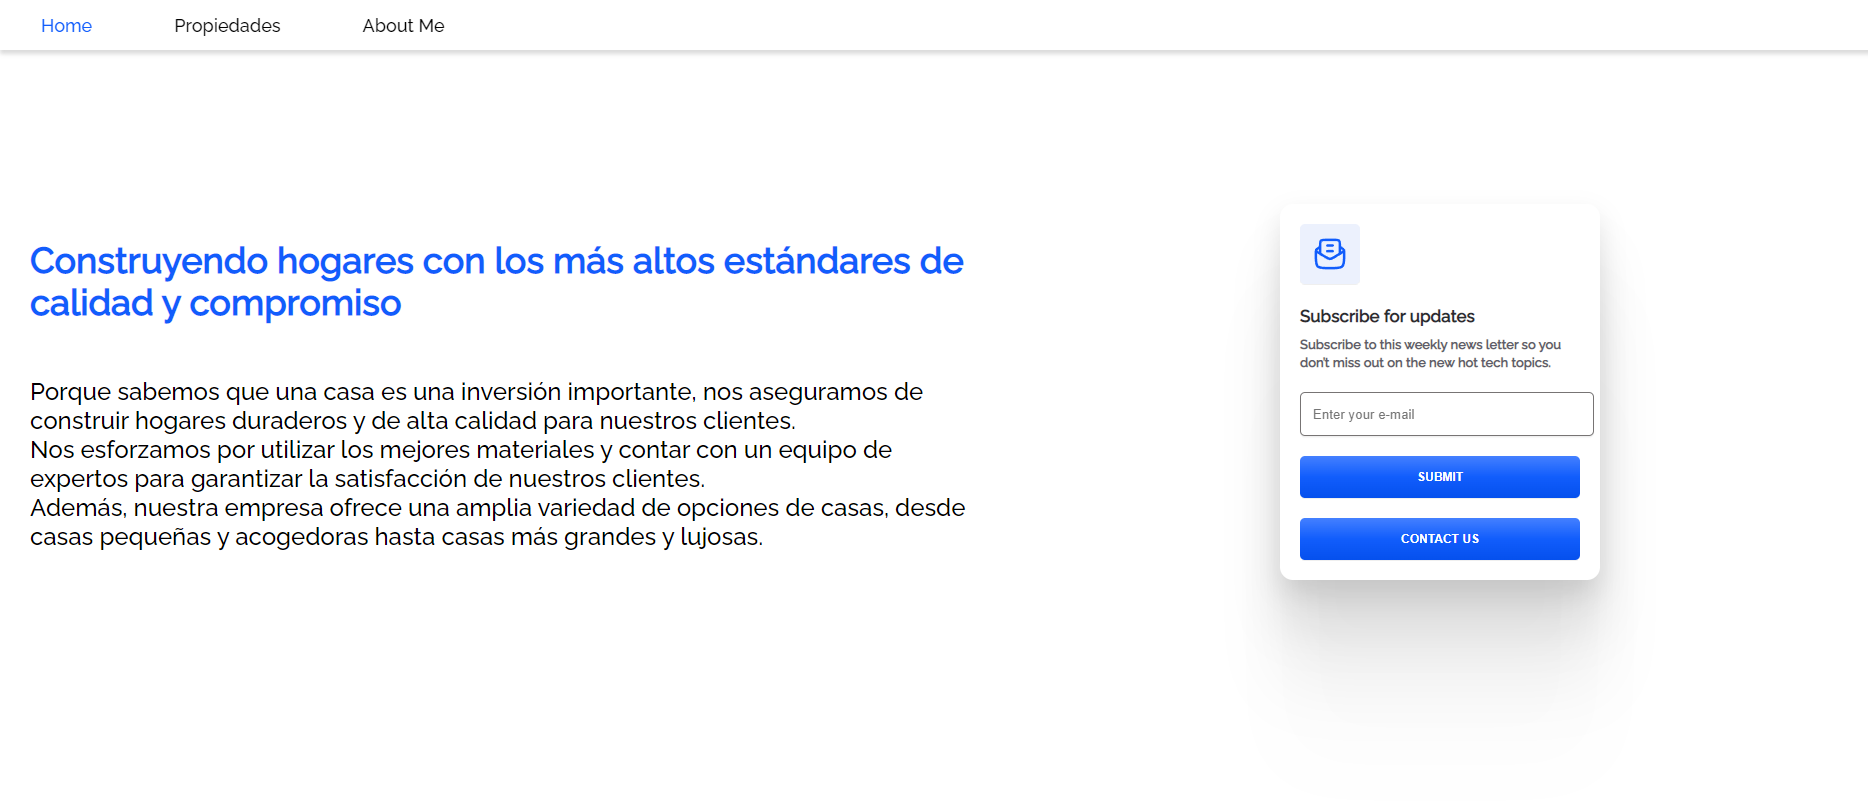 Home
Propiedades
About Me
Construyendo hogares con los más altos estándares de
calidad y compromiso
Porque sabemos que una casa es una inversión importante, nos aseguramos de
construir hogares duraderos y de alta calidad para nuestros clientes.
Nos esforzamos por utilizar los mejores materiales y contar con un equipo de
expertos para garantizar la satisfacción de nuestros clientes.
Además, nuestra empresa ofrece una amplia variedad de opciones de casas, desde
casas pequeñas y acogedoras hasta casas más grandes y lujosas.
Subscribe for updates
Subscribe to this weekly news letter so you
don't miss out on the new hot tech topics.
Enter your e-mail
SUBMIT
CONTACT US